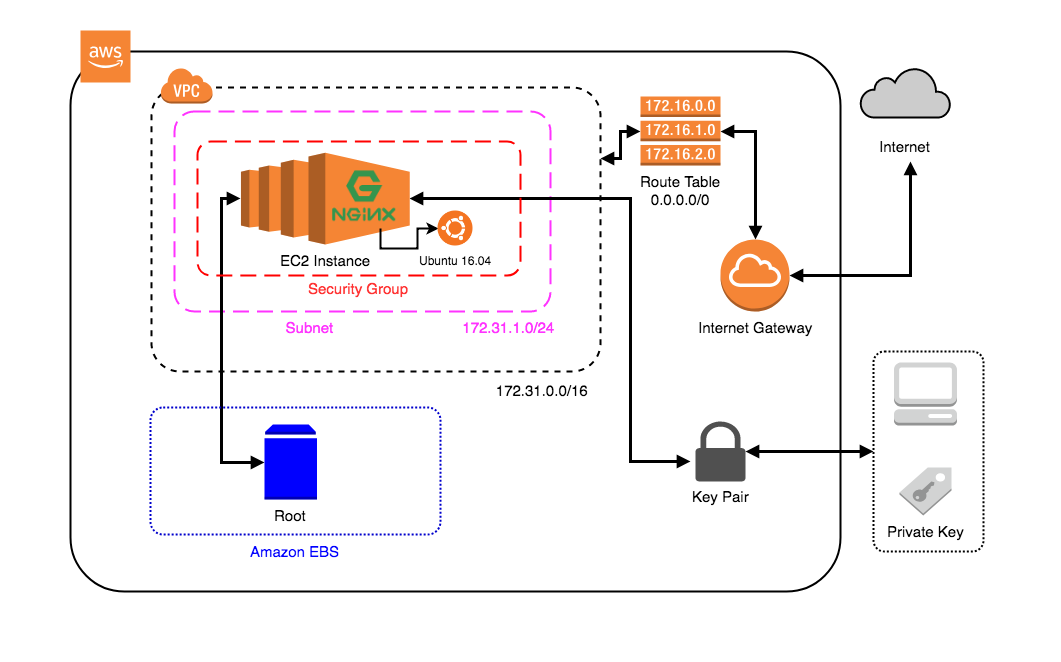 aws
VPC
172.16.0.0
172.16.1.0
172.16.2.0
Route Table
0.0.0.0/0
Internet
NGiNX
EC2 Instance
Ubuntu 16.04
Security Group
Subnet
172.31.1.0/24
Internet Gateway
172.31.0.0/16
Root
Amazon EBS
Key Pair
Private Key